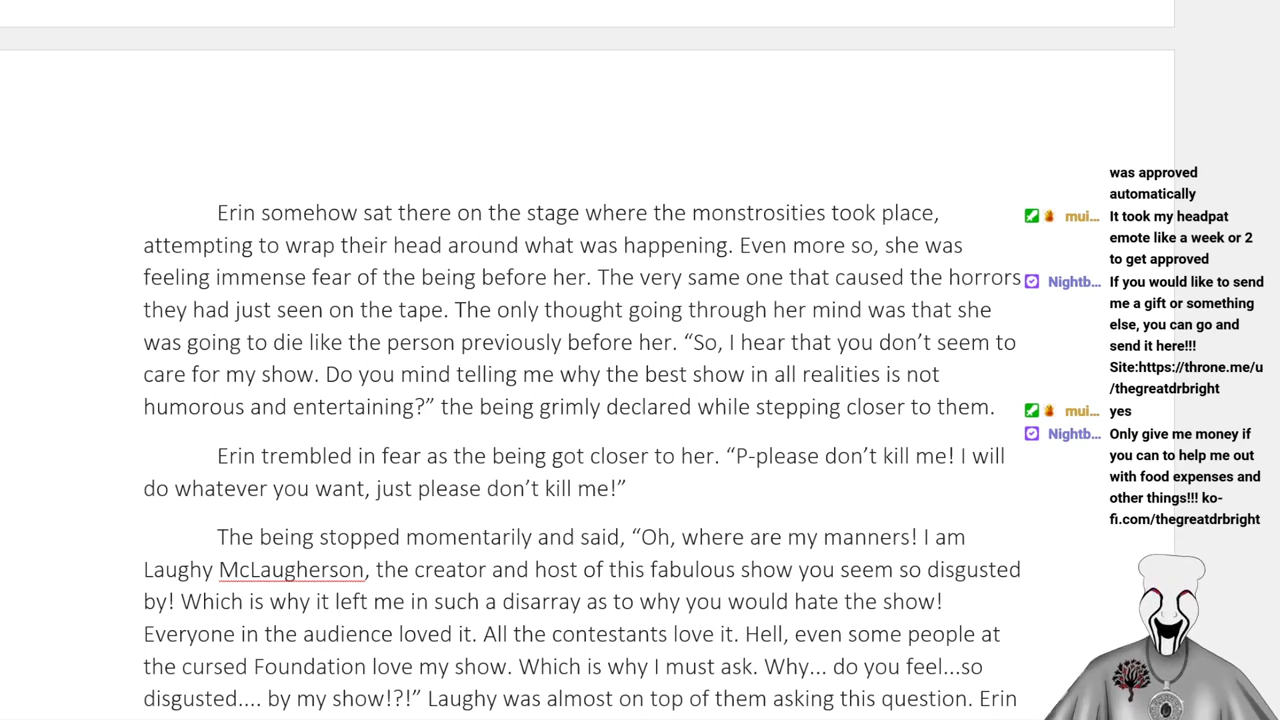 Erin somehow sat there on the stage where the monstrosities took place,
attempting to wrap their head around what was happening. Even more so, she was
feeling immense fear of the being before her. The very same one that caused the horrors
they had just seen on the tape. The only thought going through her mind was that she
was going to die like the person previously before her. “So, I hear that you don’t seem to
care for my show. Do you mind telling me why the best show in all realities is not
humorous and entertaining?” the being grimly declared while stepping closer to them.
Erin trembled in fear as the being got closer to her. “P-please don’t kill me! I will
do whatever you want, just please don’t kill me!”
The being stopped momentarily and said, “Oh, where are my manners! I am
Laughy McLaugherson, the creator and host of this fabulous show you seem so disgusted
by! Which is why it left me in such a disarray as to why you would hate the show!
Everyone in the audience loved it. All the contestants love it. Hell, even some people at
the cursed Foundation love my show. Which is why I must ask. Why... do you feel...so
disgusted.... by my show!?!” Laughy was almost on top of them asking this question. Erin
was approved
automatically
mui... It took my headpat
emote like a week or 2
to get approved
Nightb... If you would like to send
me a gift or something
else, you can go and
send it here!!!
Site:https://throne.me/u
/thegreatdrbright
mui... yes
Nightb... Only give me money if
you can to help me out
with food expenses and
other things!!! ko-
fi.com/thegreatdrbright